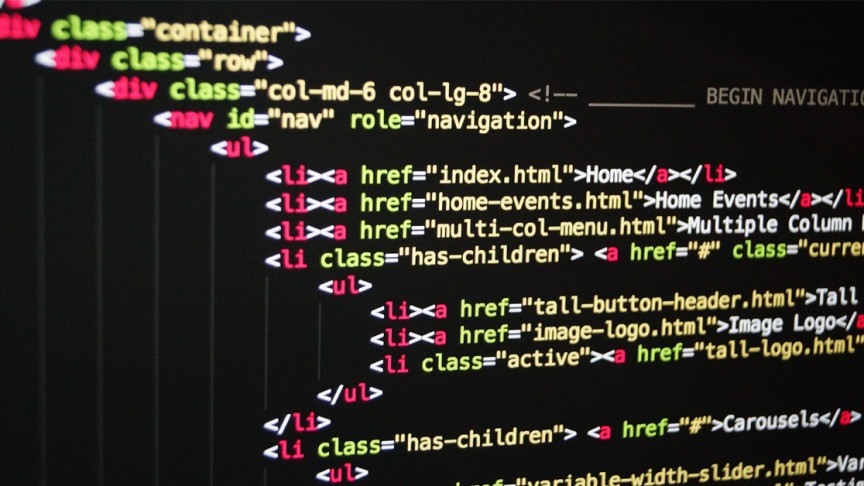 div class="container">
<div class="row">
<div class="col-md-6 col-lg-8"> <!-- ________ BEGIN NAVIGATIO
<nav id="nav" role="navigation">
<ul>
<li><a href="index.html">Home</a></li>
<li><a href="home-events.html">Home Events</a></li
<li><a href="multi-col-menu.html">Multiple Column
<li class="has-children"> <a href="#" class="curre
<ul>
<li><a href="tall-button-header.html">Tall
<li><a href="image-logo.html">Image Logo</a
<li class="active"><a href="tall-logo.html"
</ul>
</li>
<li class="has-children"> <a href="#">Carousels</a>
<ul>
href="variable-width-slider.html">Var